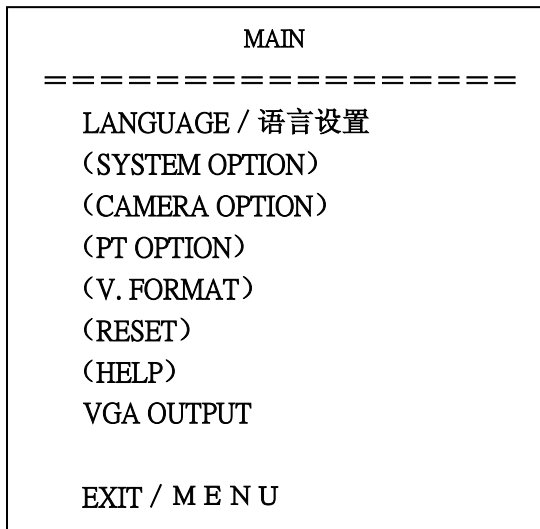 MAIN
=================
LANGUAGE / 语言设置
(SYSTEM OPTION)
(CAMERA OPTION)
(PT OPTION)
(V. FORMAT)
(RESET)
(HELP)
VGA OUTPUT
EXIT / M E N U